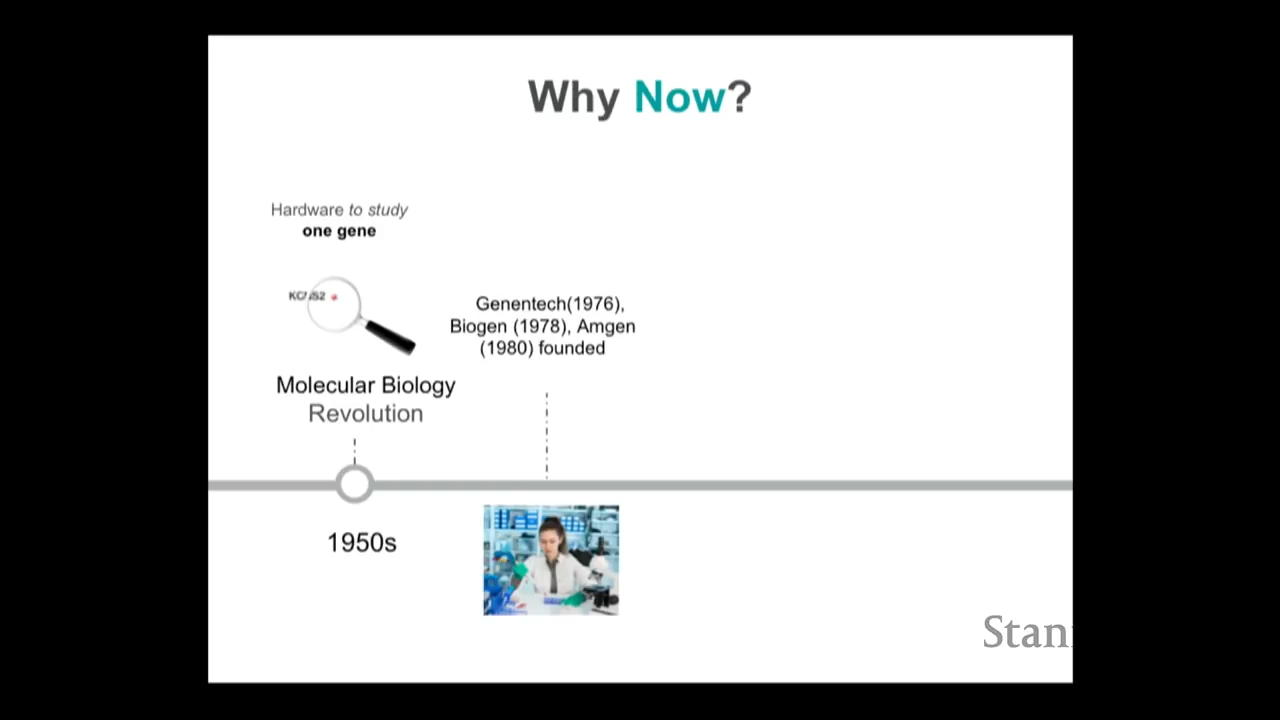 Why Now?
Hardware to study
one gene
Genentech(1976),
Biogen (1978), Amgen
(1980) founded
Molecular Biology
Revolution
1950s